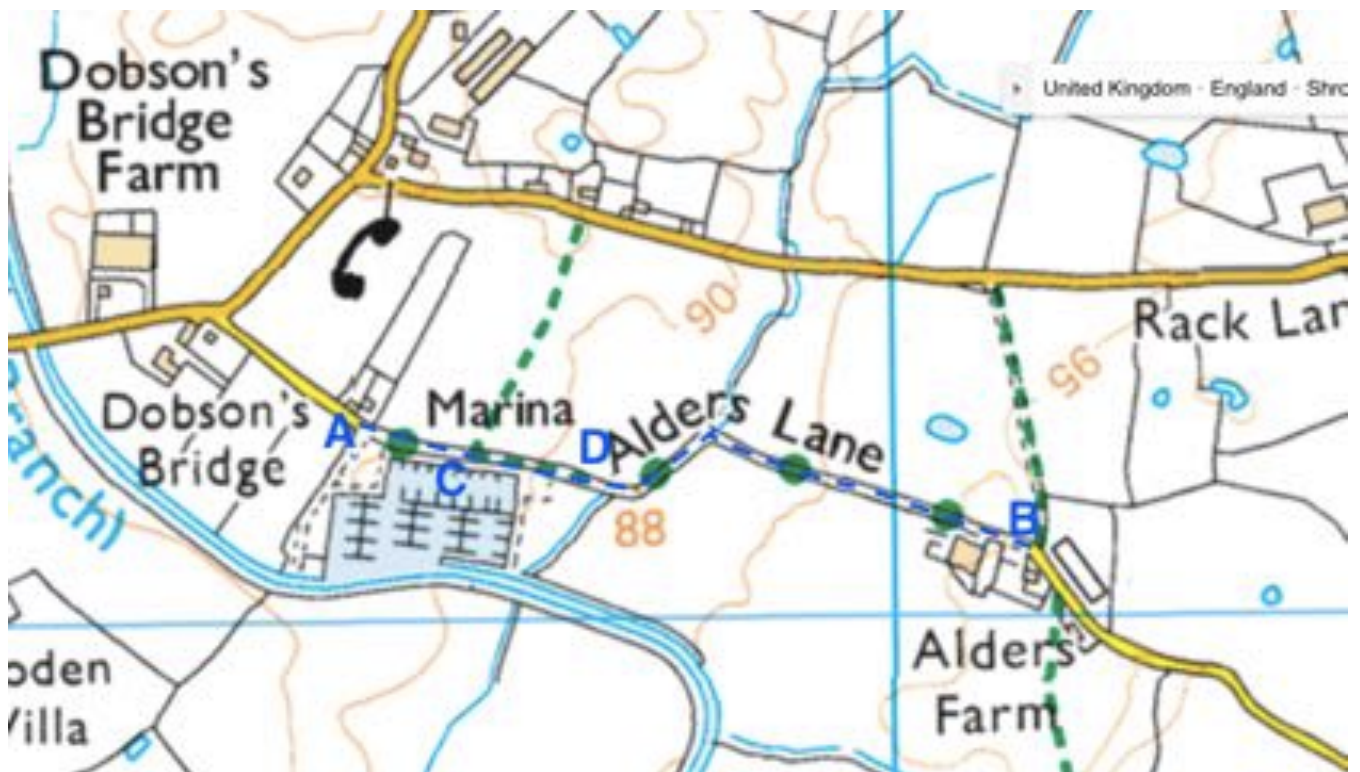 Dobson's
Bridge
Farm
United Kingdom · England · Shro
90
Rack Lan
95
Dobson's
Bridge
Marina
Alders Lane
A
C
D
B
88
ranch)
Alders
Farm
oden
Villa